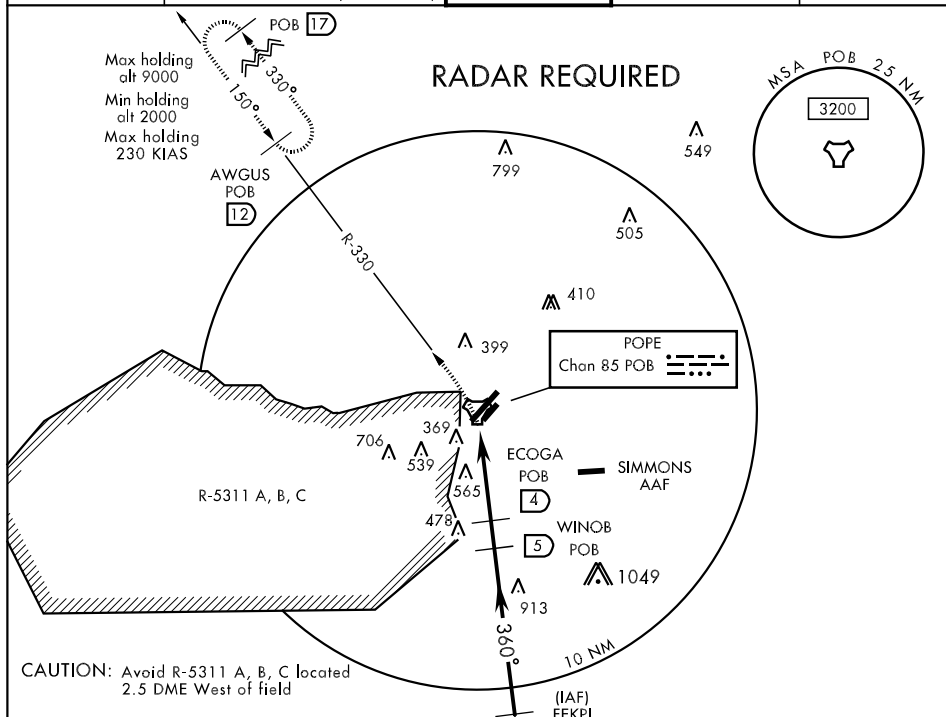 POB 17
Max holding
alt 9000
Min holding
alt 2000
Max holding
230 KIAS
330°
150°
RADAR REQUIRED
MSA POB 25 NM
3200
549
799
AWGUS
POB
12
505
R-330
410
399
POPE
Chan 85 POB
369
706
539
565
ECOGA
POB
4
SIMMONS
AAF
R-5311 A, B, C
478
WINOB
POB
5
1049
913
360°
10 NM
CAUTION: Avoid R-5311 A, B, C located
2.5 DME West of field
(IAF)